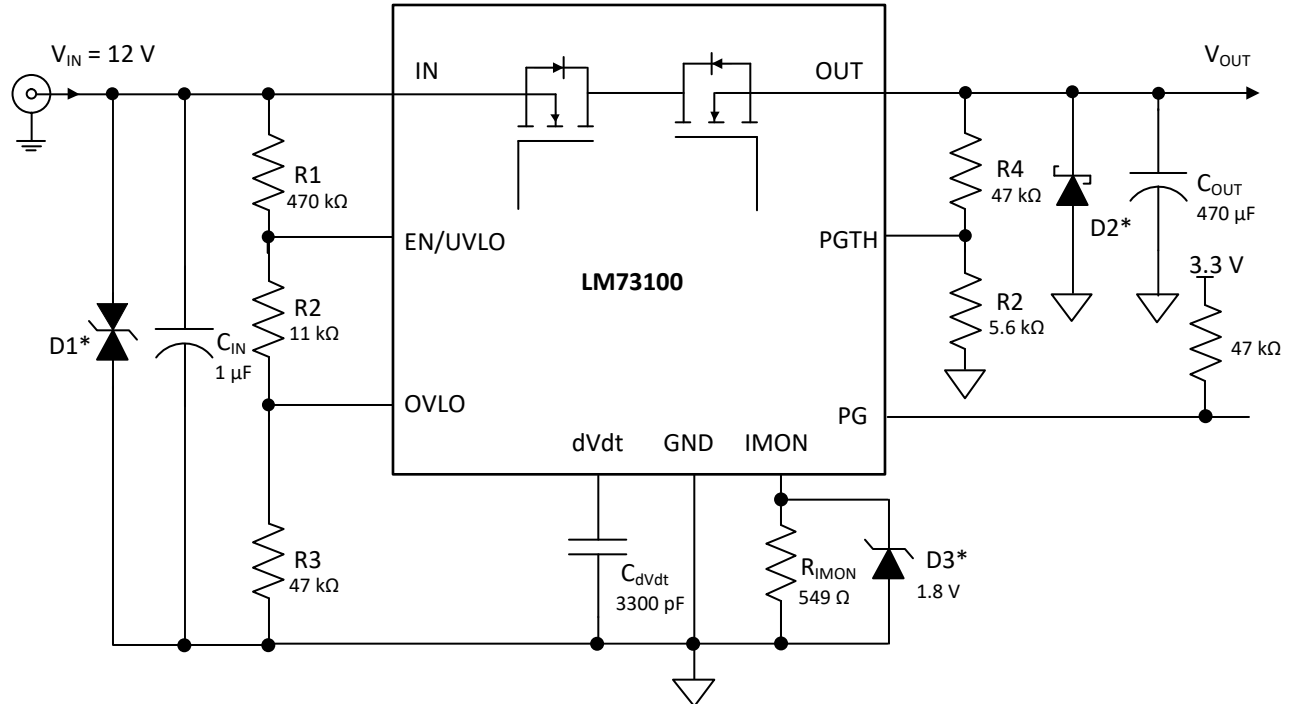 V_IN = 12 V
IN
OUT
V_OUT
R1
470 kΩ
R4
47 kΩ
C_OUT
470 µF
D2*
EN/UVLO
PGTH
LM73100
3.3 V
R2
11 kΩ
R2
5.6 kΩ
D1*
C_IN
1 µF
47 kΩ
OVLO
PG
dVdt
GND
IMON
R3
47 kΩ
C_dVdt
3300 pF
R_IMON
549 Ω
D3*
1.8 V